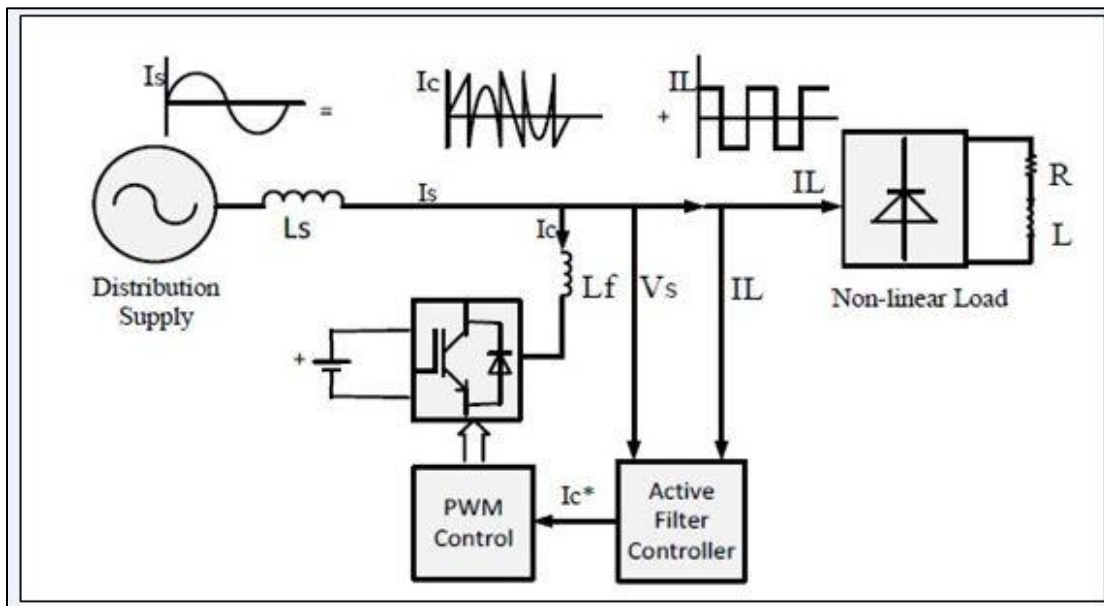 Is
=
Ic
+
IL
Is
IL
Ls
Ic
R
L
Distribution
Supply
Lf
Vs
IL
Non-linear Load
+
Ic*
PWM
Control
Active
Filter
Controller